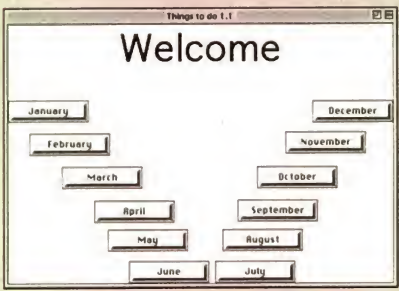 Things to do 1.1
Welcome
January December
February November
March October
April September
May August
June July